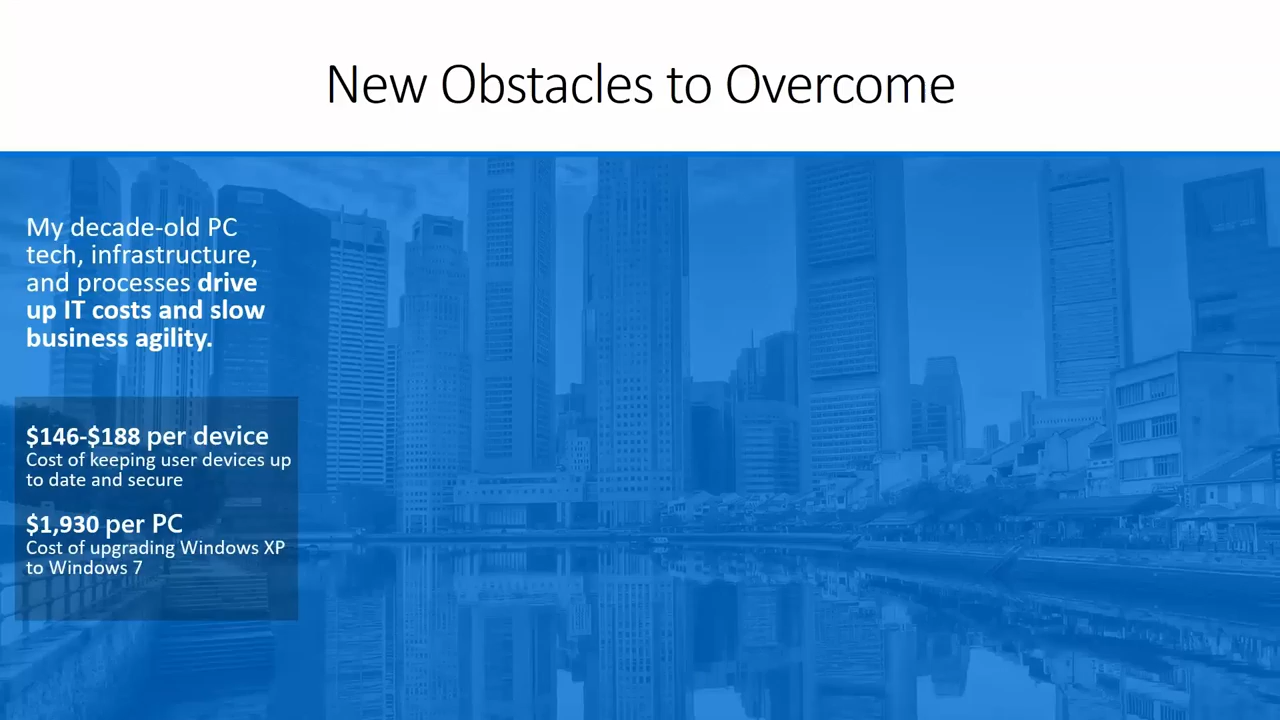 New Obstacles to Overcome
My decade-old PC
tech, infrastructure,
and processes drive
up IT costs and slow
business agility.
$146-$188 per device
Cost of keeping user devices up
to date and secure
$1,930 per PC
Cost of upgrading Windows XP
to Windows 7